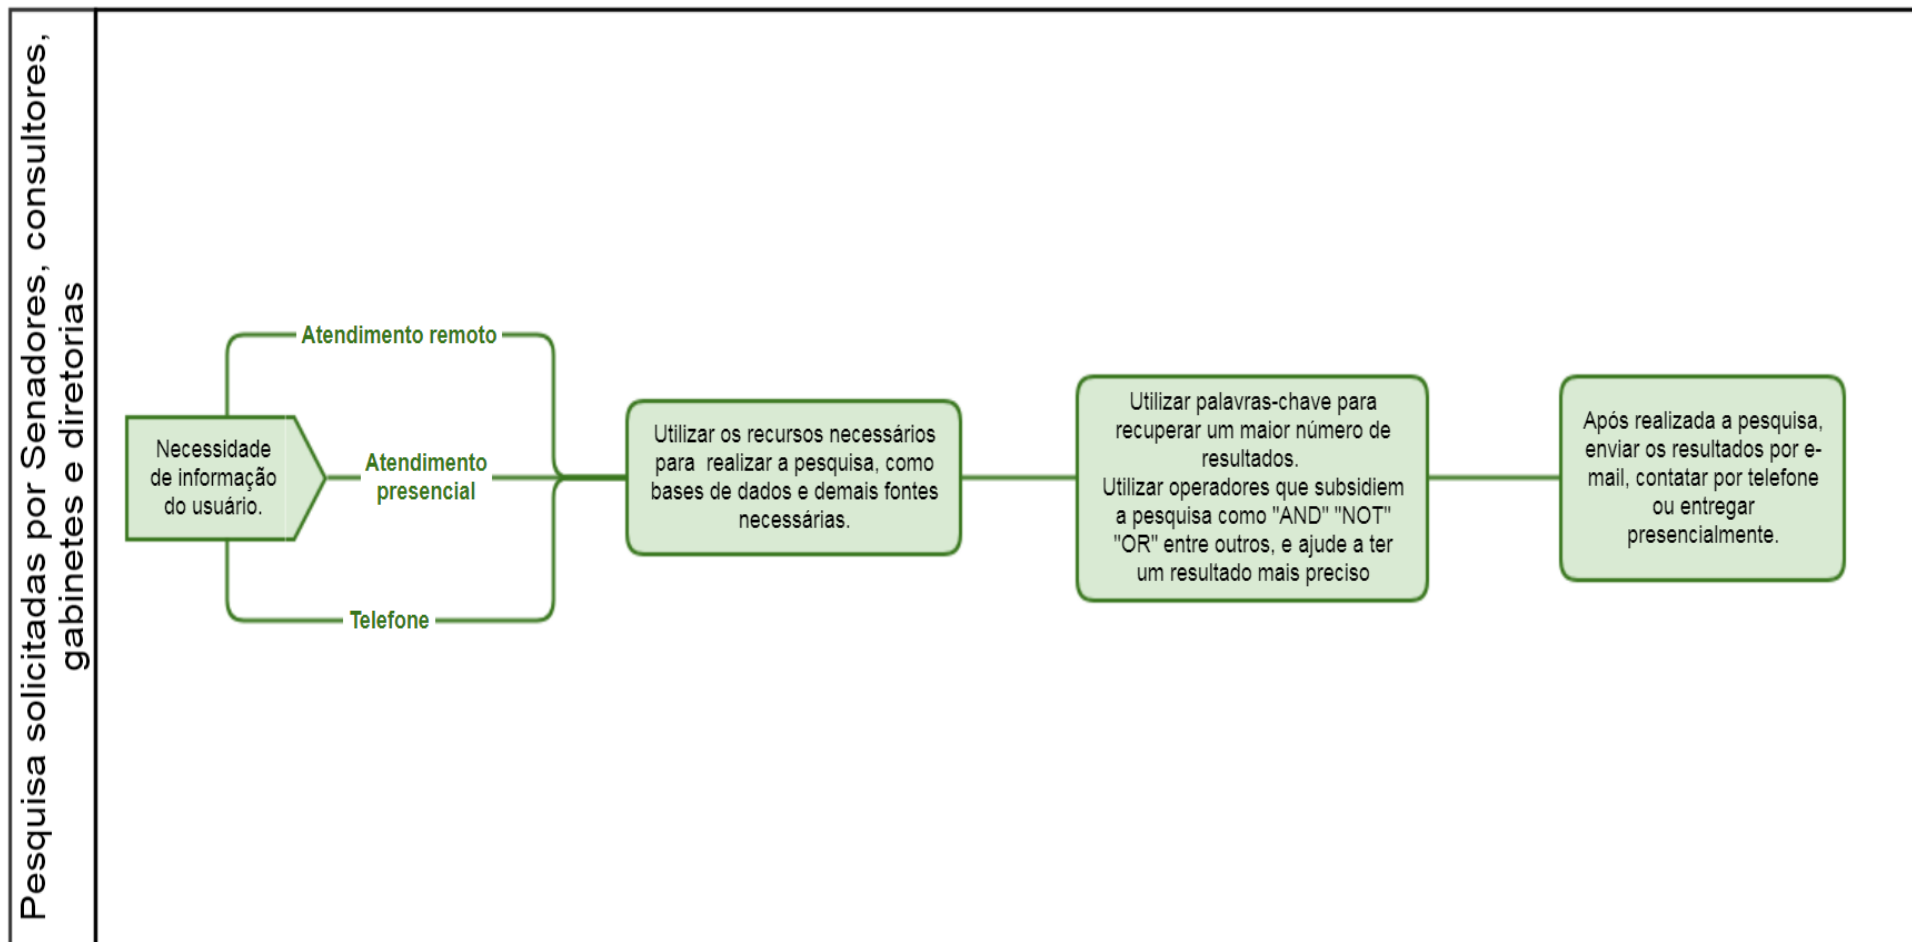 Pesquisa solicitadas por Senadores, consultores,
gabinetes e diretorias
Atendimento remoto
Necessidade
de informação
do usuário.
Atendimento
presencial
Telefone
Utilizar os recursos necessários
para  realizar a pesquisa, como
bases de dados e demais fontes
necessárias.
Utilizar palavras-chave para
recuperar um maior número de
resultados.
Utilizar operadores que subsidiem
a pesquisa como "AND" "NOT"
"OR" entre outros, e ajude a ter
um resultado mais preciso
Após realizada a pesquisa,
enviar os resultados por e-
mail, contatar por telefone
ou entregar
presencialmente.